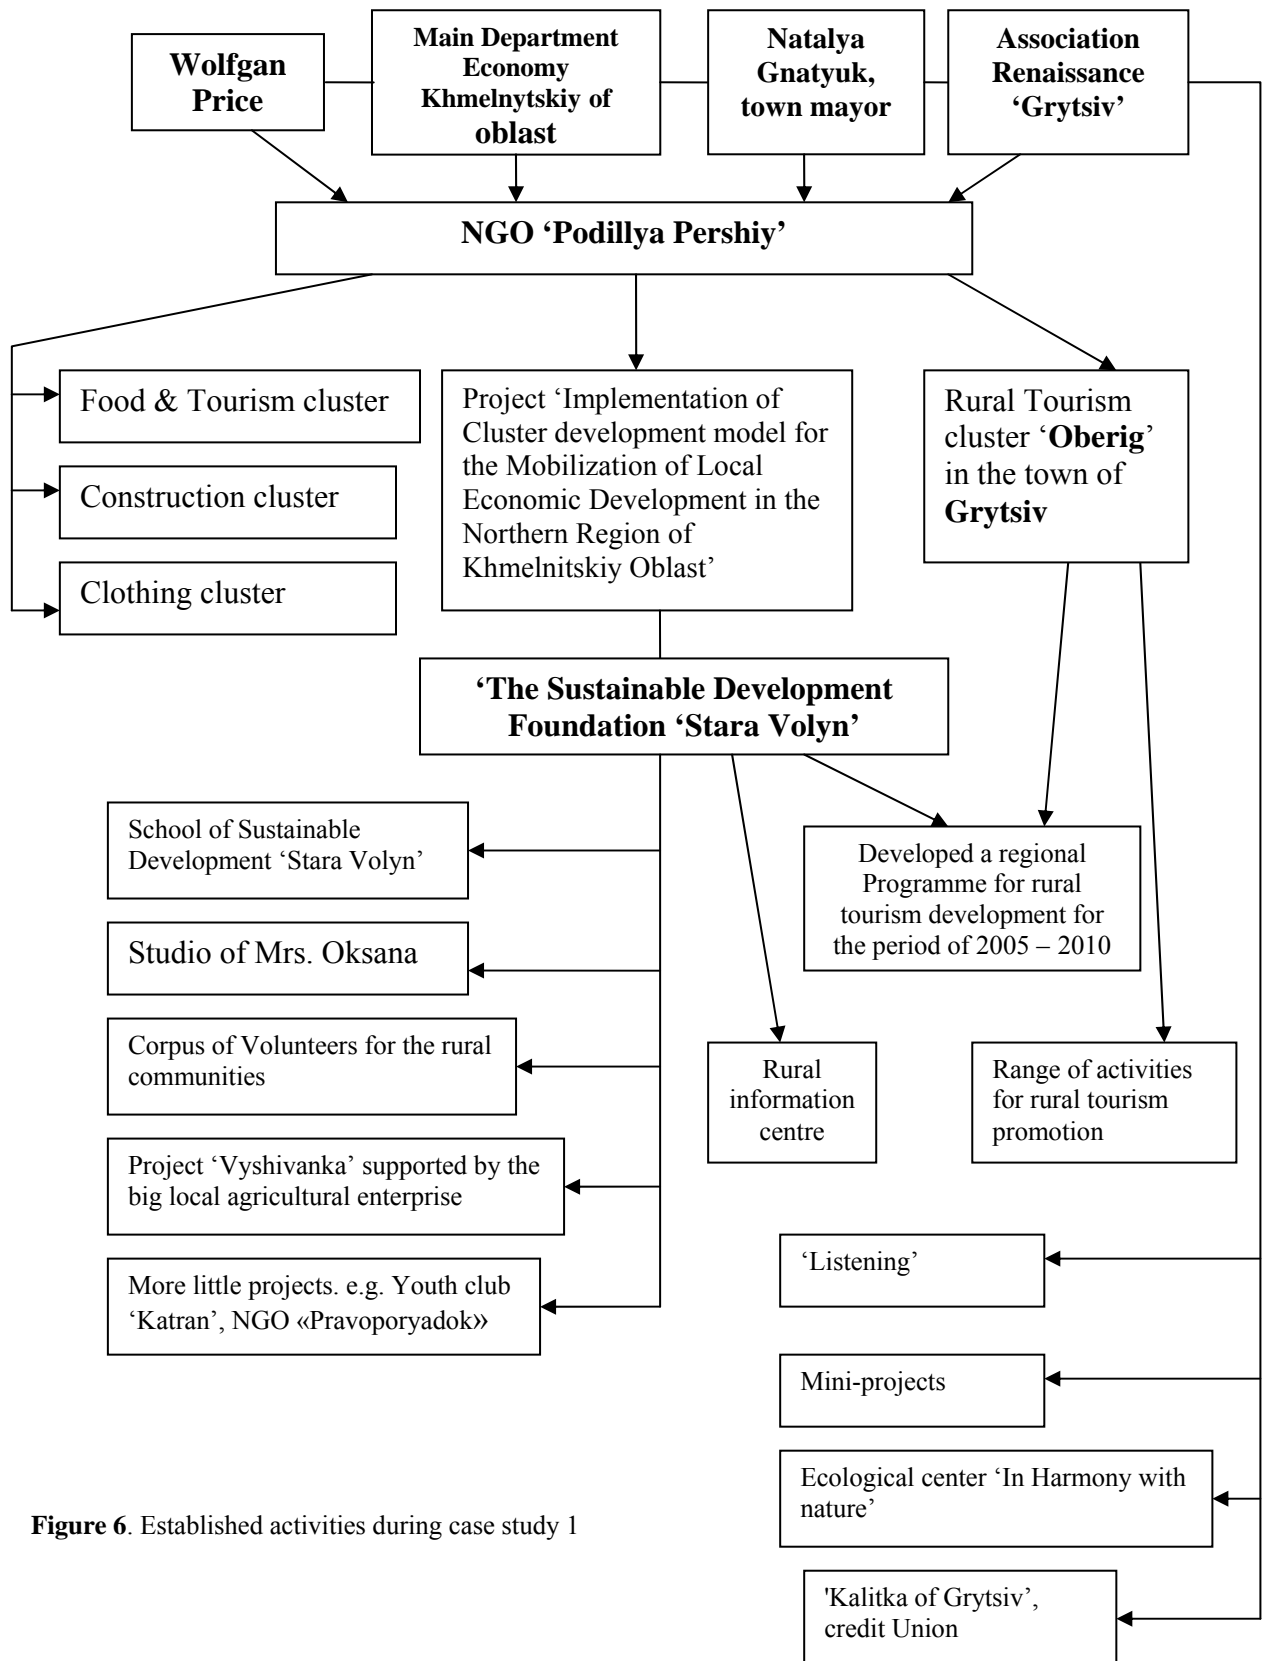 Wolfgan
Price
Main Department
Economy
Khmelnytskiy of
oblast
Natalya
Gnatyuk,
town mayor
Association
Renaissance
‘Grytsiv’
NGO ‘Podillya Pershiy’
Food & Tourism cluster
Construction cluster
Clothing cluster
Project ‘Implementation of
Cluster development model for
the Mobilization of Local
Economic Development in the
Northern Region of
Khmelnitskiy Oblast’
Rural Tourism
cluster ‘Oberig’
in the town of
Grytsiv
‘The Sustainable Development
Foundation ‘Stara Volyn’
School of Sustainable
Development ‘Stara Volyn’
Studio of Mrs. Oksana
Corpus of Volunteers for the rural
communities
Project ‘Vyshivanka’ supported by the
big local agricultural enterprise
More little projects. e.g. Youth club
‘Katran’, NGO «Pravoporyadok»
Developed a regional
Programme for rural
tourism development for
the period of 2005 – 2010
Rural
information
centre
Range of activities
for rural tourism
promotion
‘Listening’
Mini-projects
Ecological center ‘In Harmony with
nature’
'Kalitka of Grytsiv’,
credit Union
Figure 6. Established activities during case study 1